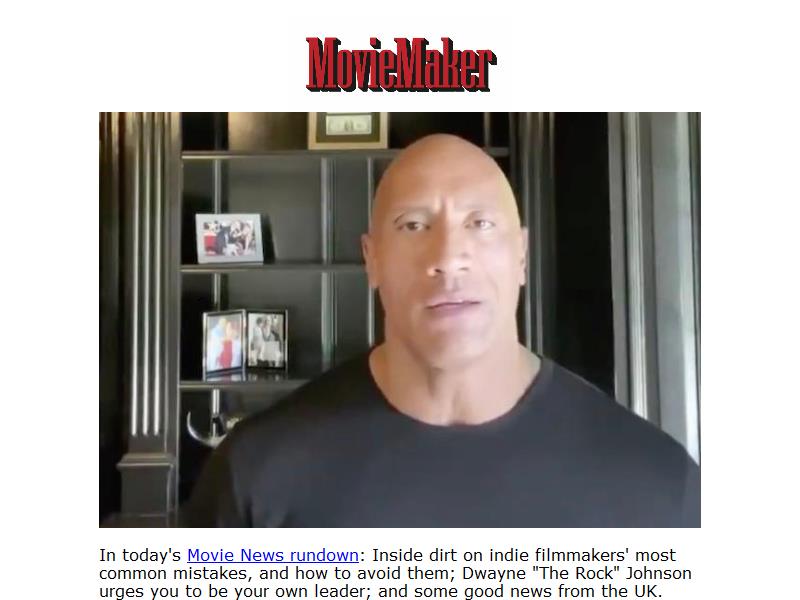 MovieMaker
In today's Movie News rundown: Inside dirt on indie filmmakers' most
common mistakes, and how to avoid them; Dwayne "The Rock" Johnson
urges you to be your own leader; and some good news from the UK.